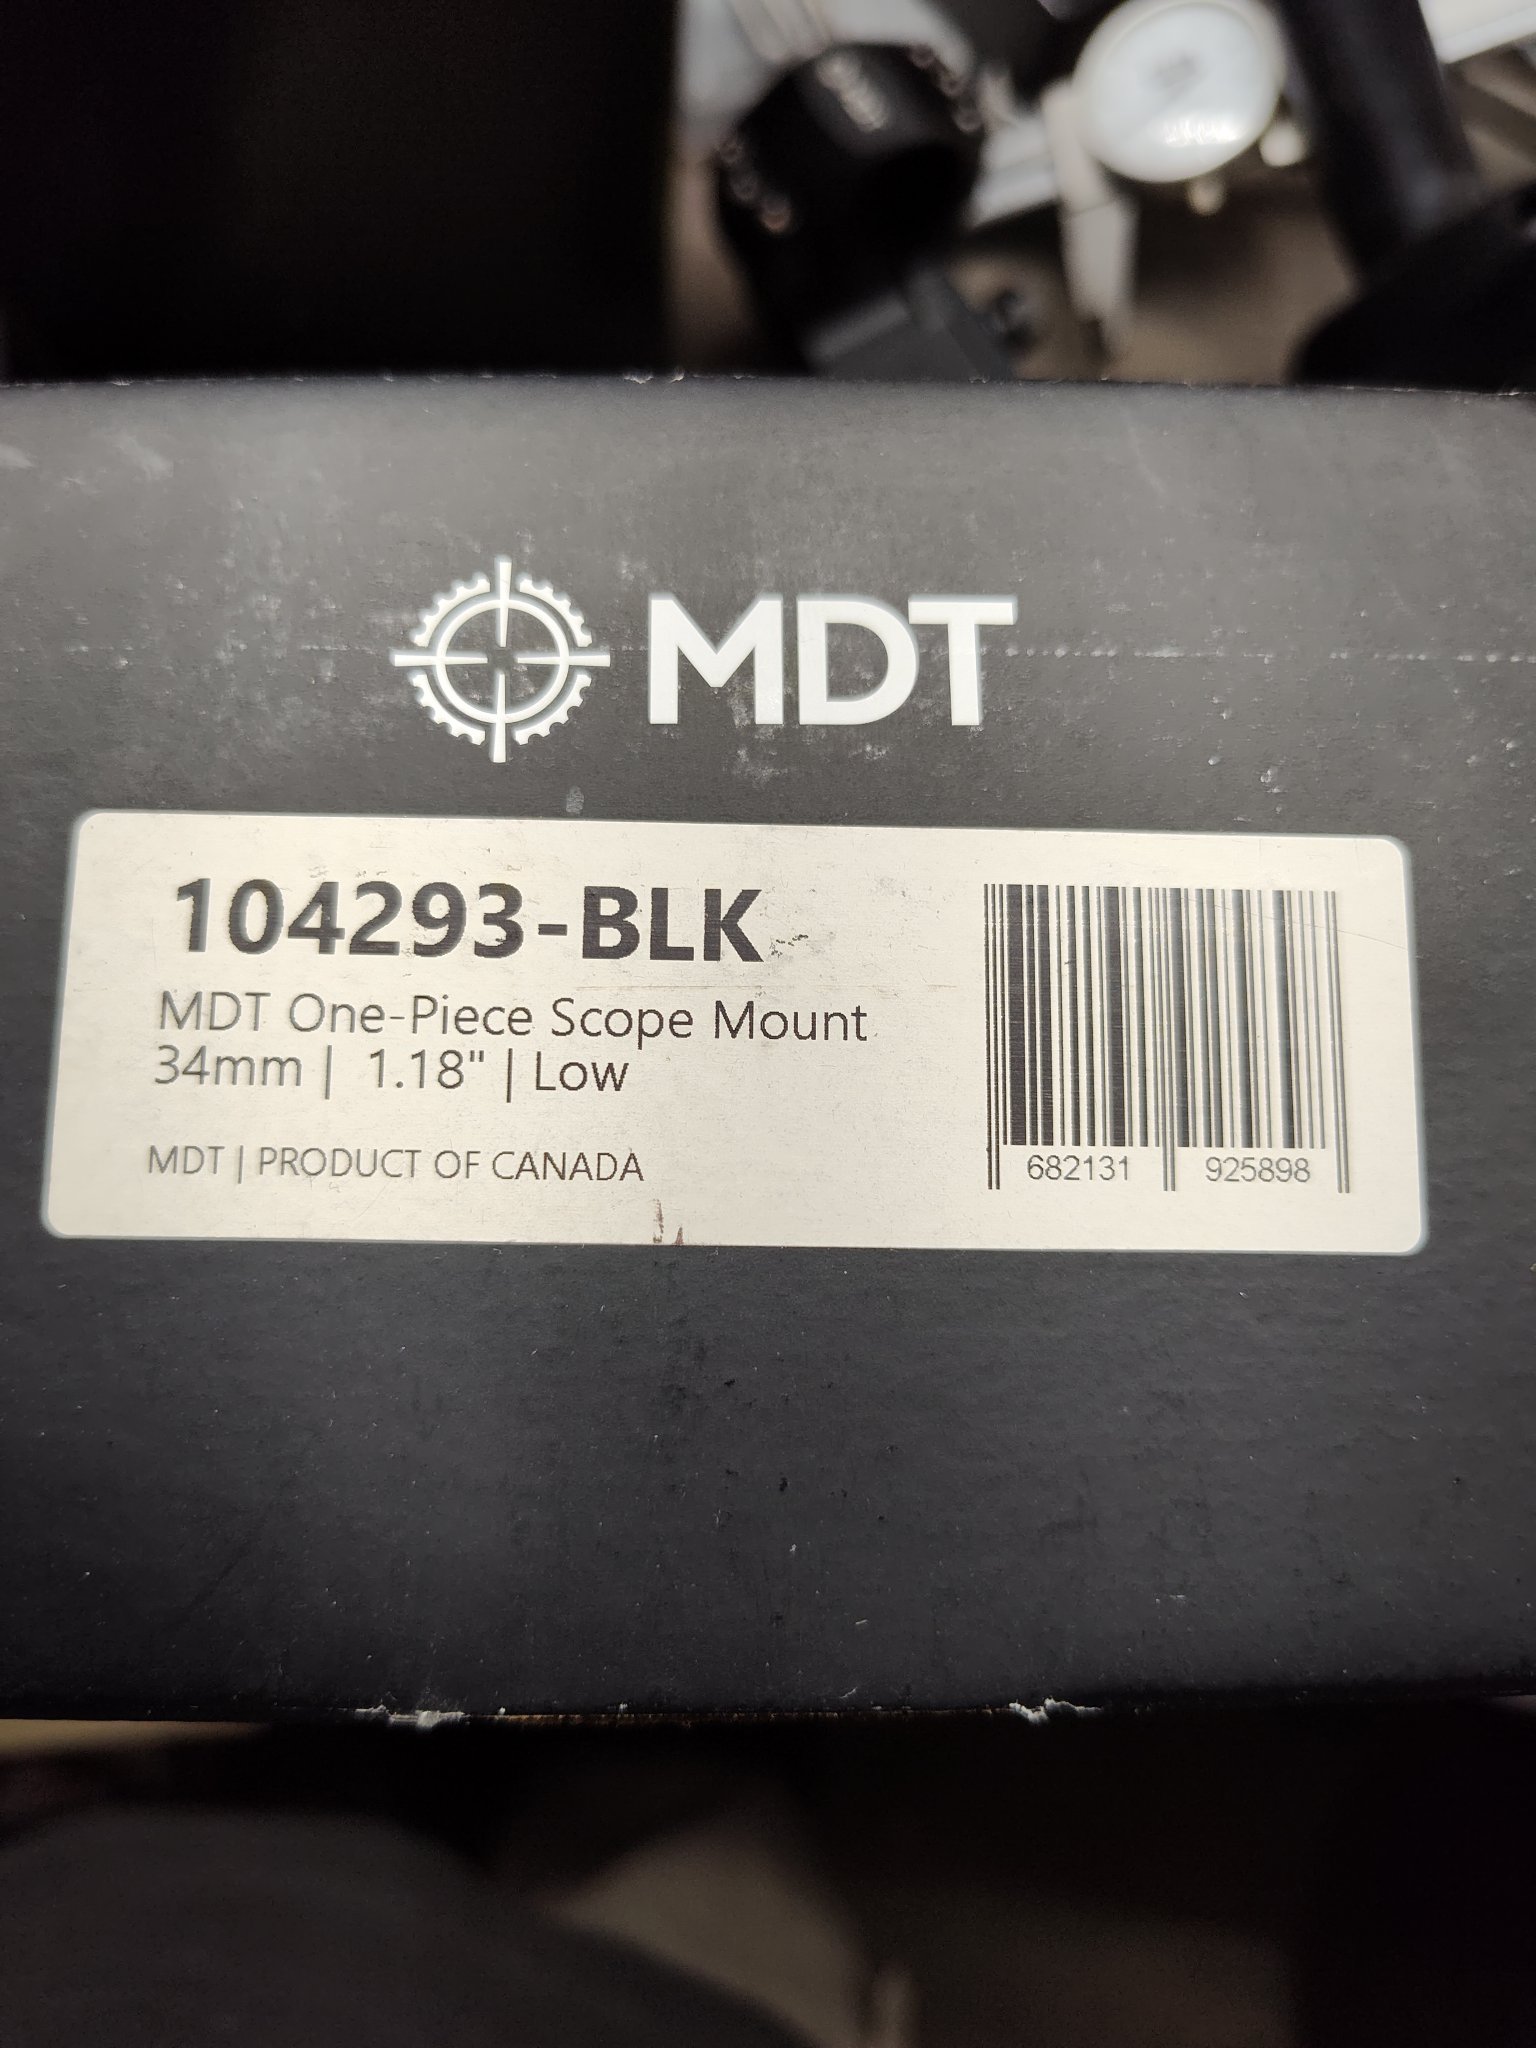 MDT
104293-BLK
MDT One-Piece Scope Mount
34mm | 1.18" | Low
MDT | PRODUCT OF CANADA
682131 925898